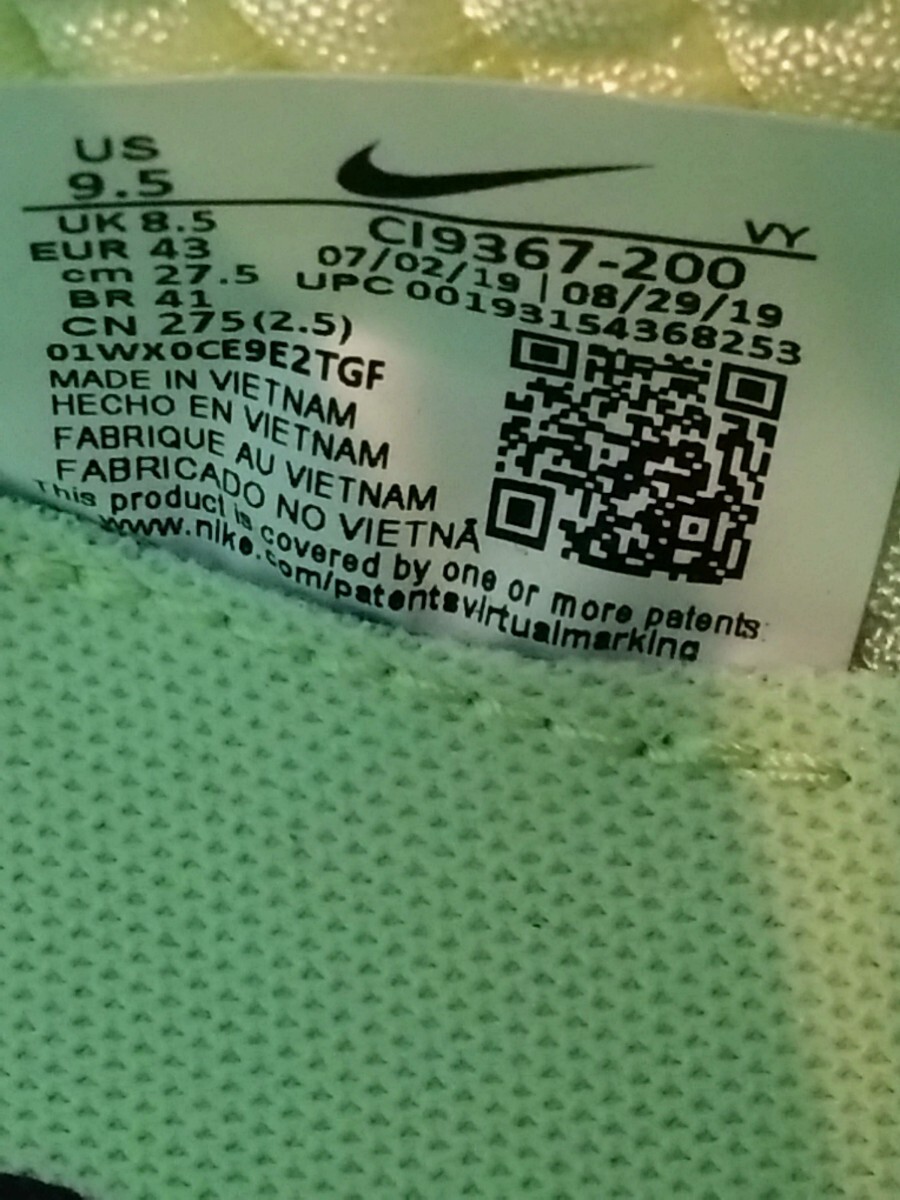 US
9.5
UK 8.5
EUR 43
cm 27.5
BR 41
CN 275(2.5)
VY
CI9367-200
07/02/19 | 08/29/19
UPC 00193154368253
01WX0CE9E2TGF
MADE IN VIETNAM
HECHO EN VIETNAM
FABRIQUE AU VIETNAM
FABRICADO NO VIETNÃ
This product is covered by one or more patents:
www.nike.com/patentsvirtualmarking